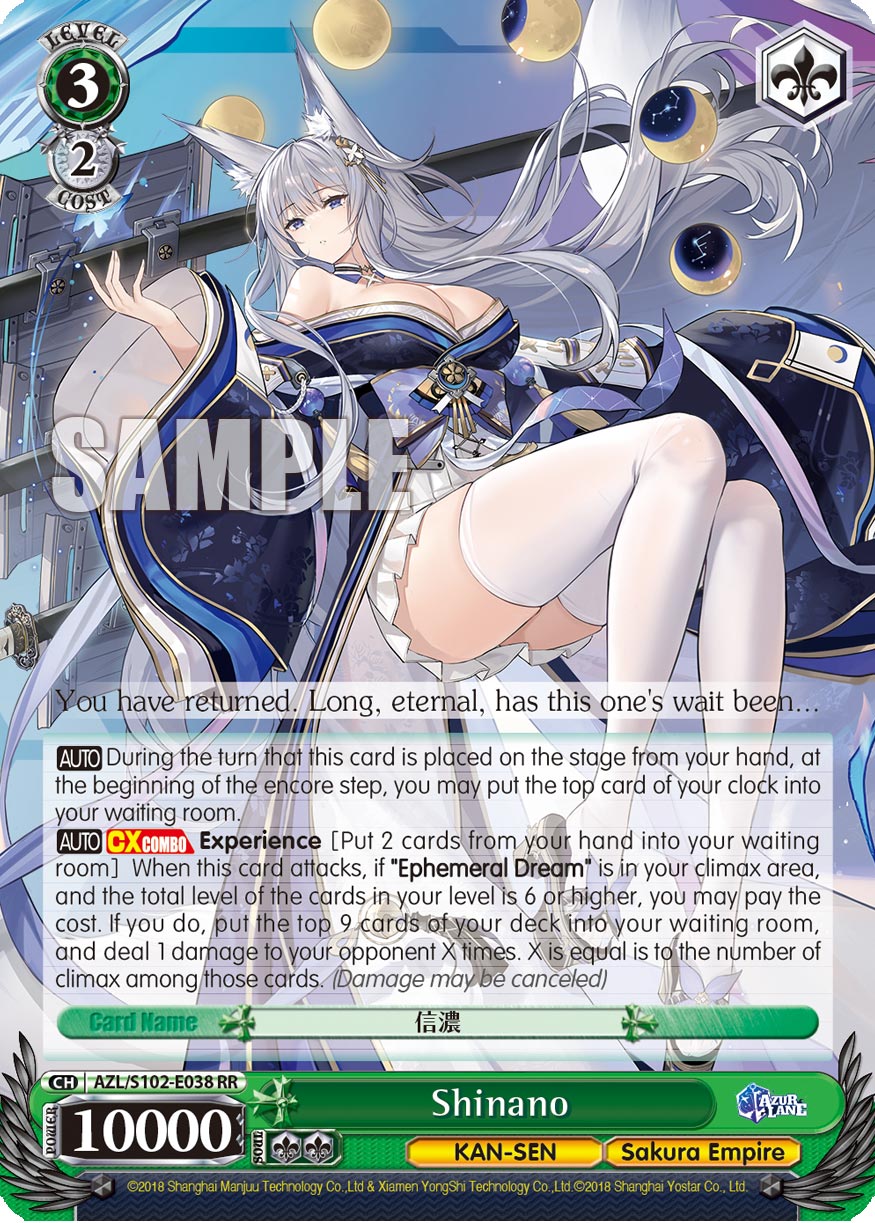 LEVEL
3
2
COST
SAMPLE
You have returned. Long, eternal, has this one's wait been...
AUTO During the turn that this card is placed on the stage from your hand, at
the beginning of the encore step, you may put the top card of your clock into
your waiting room.
AUTO CX COMBO Experience [Put 2 cards from your hand into your waiting
room] When this card attacks, if "Ephemeral Dream" is in your climax area,
and the total level of the cards in your level is 6 or higher, you may pay the
cost. If you do, put the top 9 cards of your deck into your waiting room,
and deal 1 damage to your opponent X times. X is equal is to the number of
climax among those cards. (Damage may be canceled)
Card Name 信濃
CH AZL/S102-E038 RR
Shinano
AZUR LANE
POWER 10000
SOUL
KAN-SEN Sakura Empire
©2018 Shanghai Manjuu Technology Co.,Ltd & Xiamen YongShi Technology Co.,Ltd.©2018 Shanghai Yostar Co., Ltd.